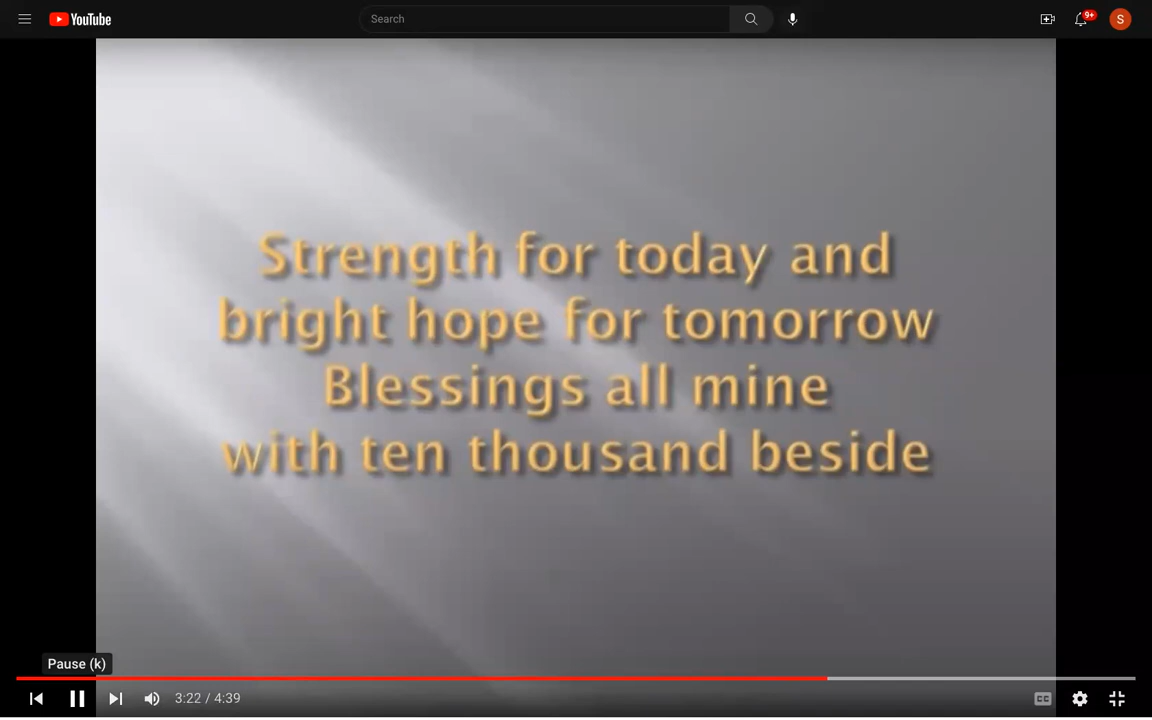 YouTube
Search
9+
S
Strength for today and
bright hope for tomorrow
Blessings all mine
with ten thousand beside
Pause (k)
3:22 / 4:39
CC